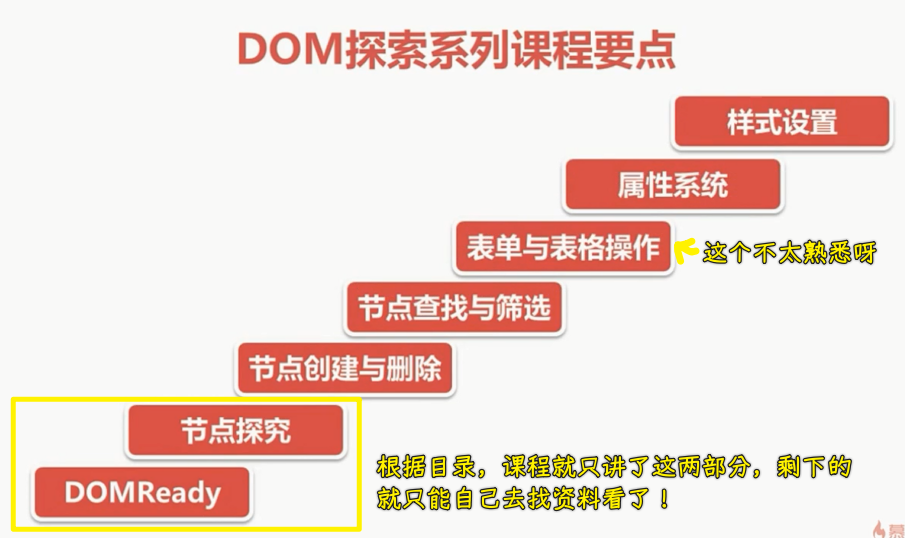 DOM探索系列课程要点
样式设置
属性系统
表单与表格操作
这个不太熟悉呀
节点查找与筛选
节点创建与删除
节点探究
DOMReady
根据目录，课程就只讲了这两部分，剩下的
就只能自己去找资料看了！